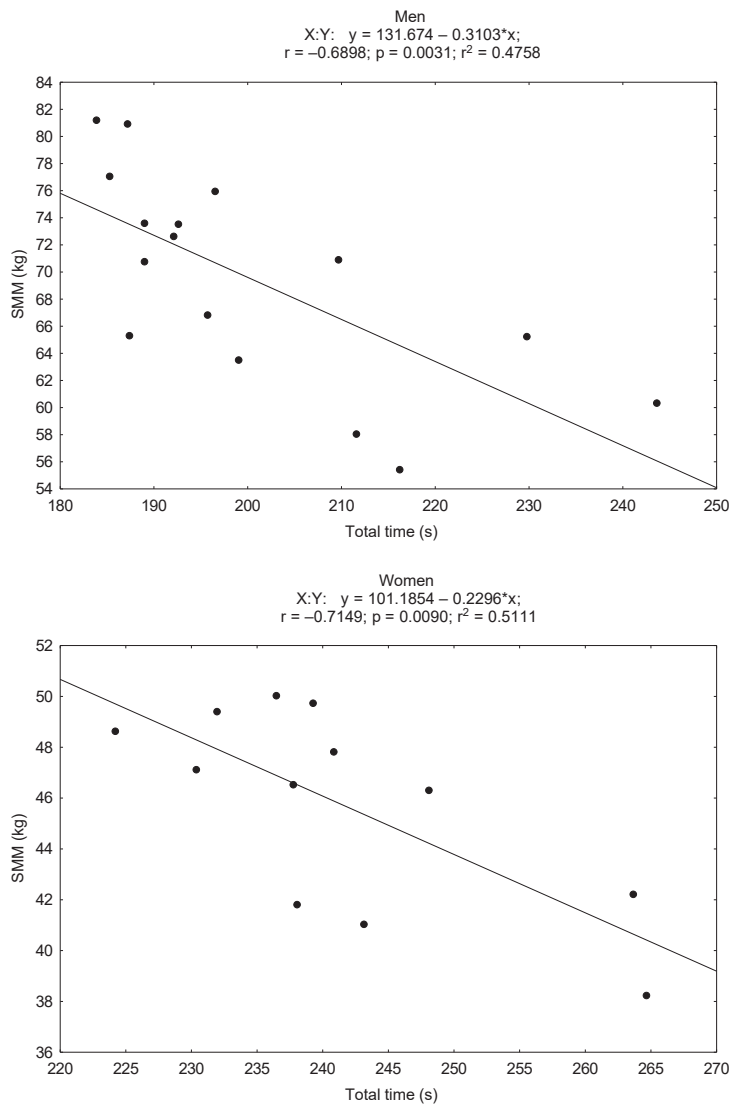 Men
X:Y: y = 131.674 – 0.3103*x;
r = –0.6898; p = 0.0031; r² = 0.4758
84
82
80
78
76
74
72
70
68
66
64
62
60
58
56
54
SMM (kg)
180 190 200 210 220 230 240 250
Total time (s)
Women
X:Y: y = 101.1854 – 0.2296*x;
r = –0.7149; p = 0.0090; r² = 0.5111
52
50
48
46
44
42
40
38
36
SMM (kg)
220 225 230 235 240 245 250 255 260 265 270
Total time (s)